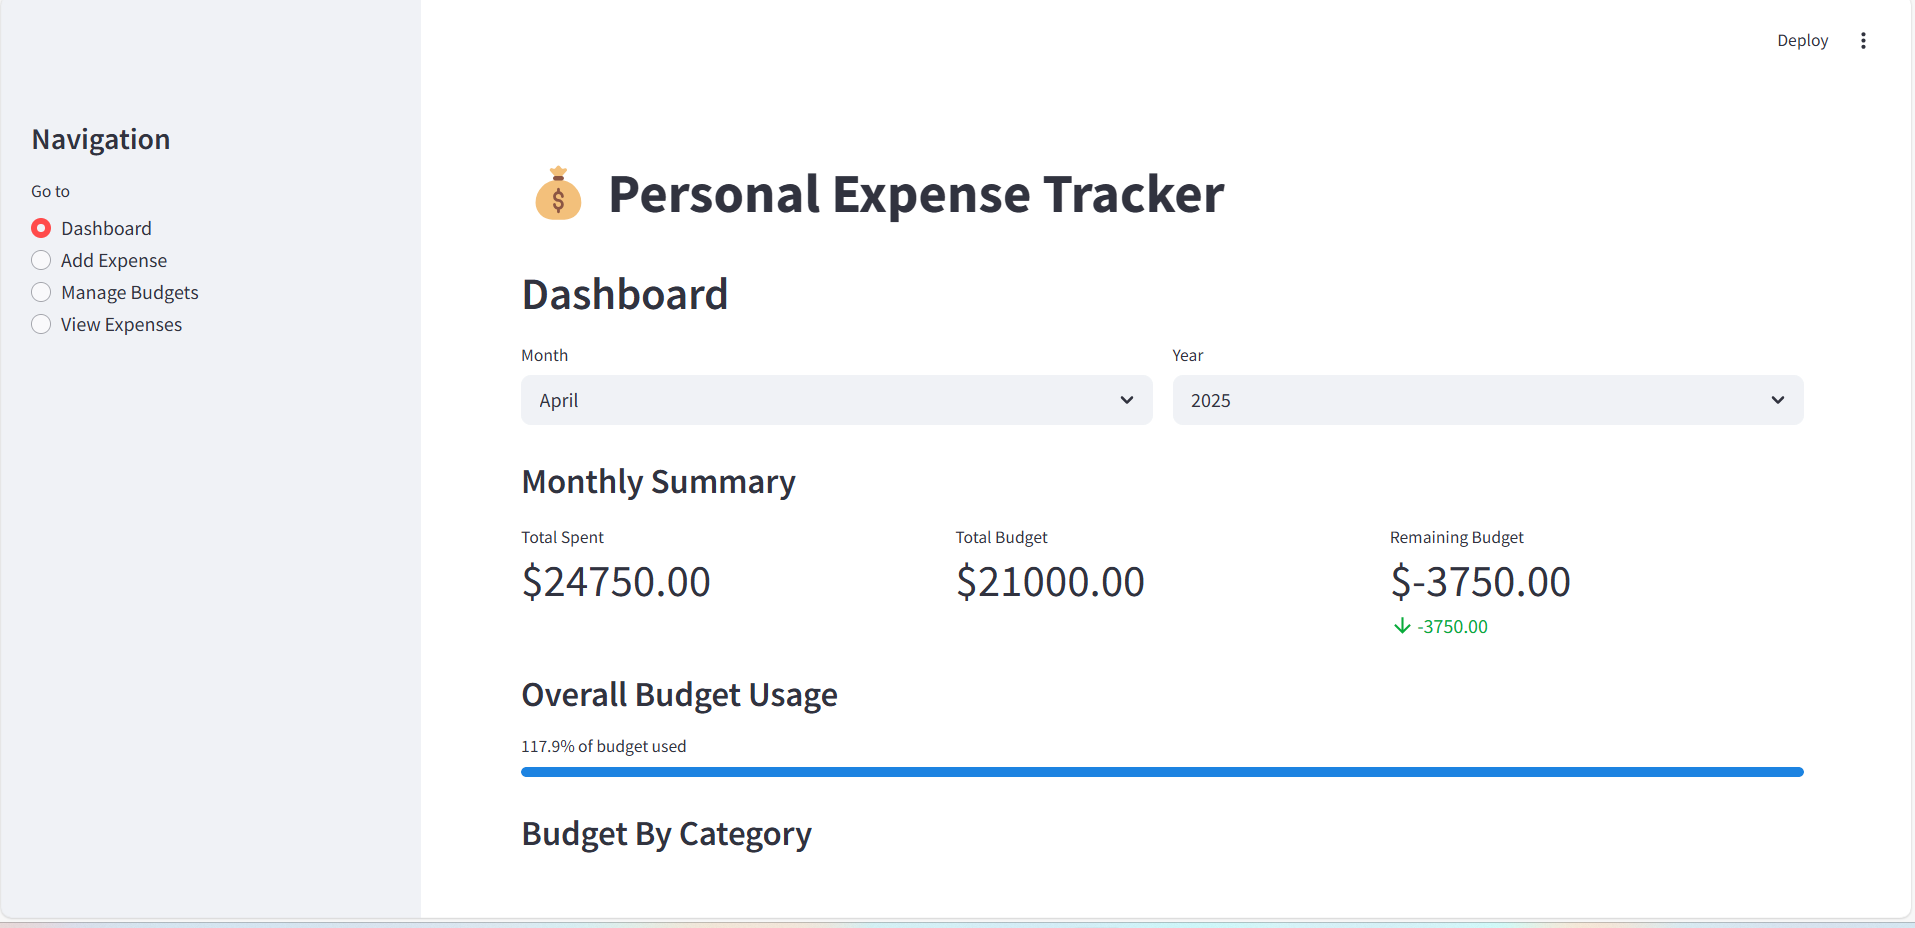 Deploy
Navigation
Go to
Dashboard
Add Expense
Manage Budgets
View Expenses
$
Personal Expense Tracker
Dashboard
Month
Year
April
2025
Monthly Summary
Total Spent
Total Budget
Remaining Budget
$24750.00
$21000.00
$-3750.00
-3750.00
Overall Budget Usage
117.9% of budget used
Budget By Category